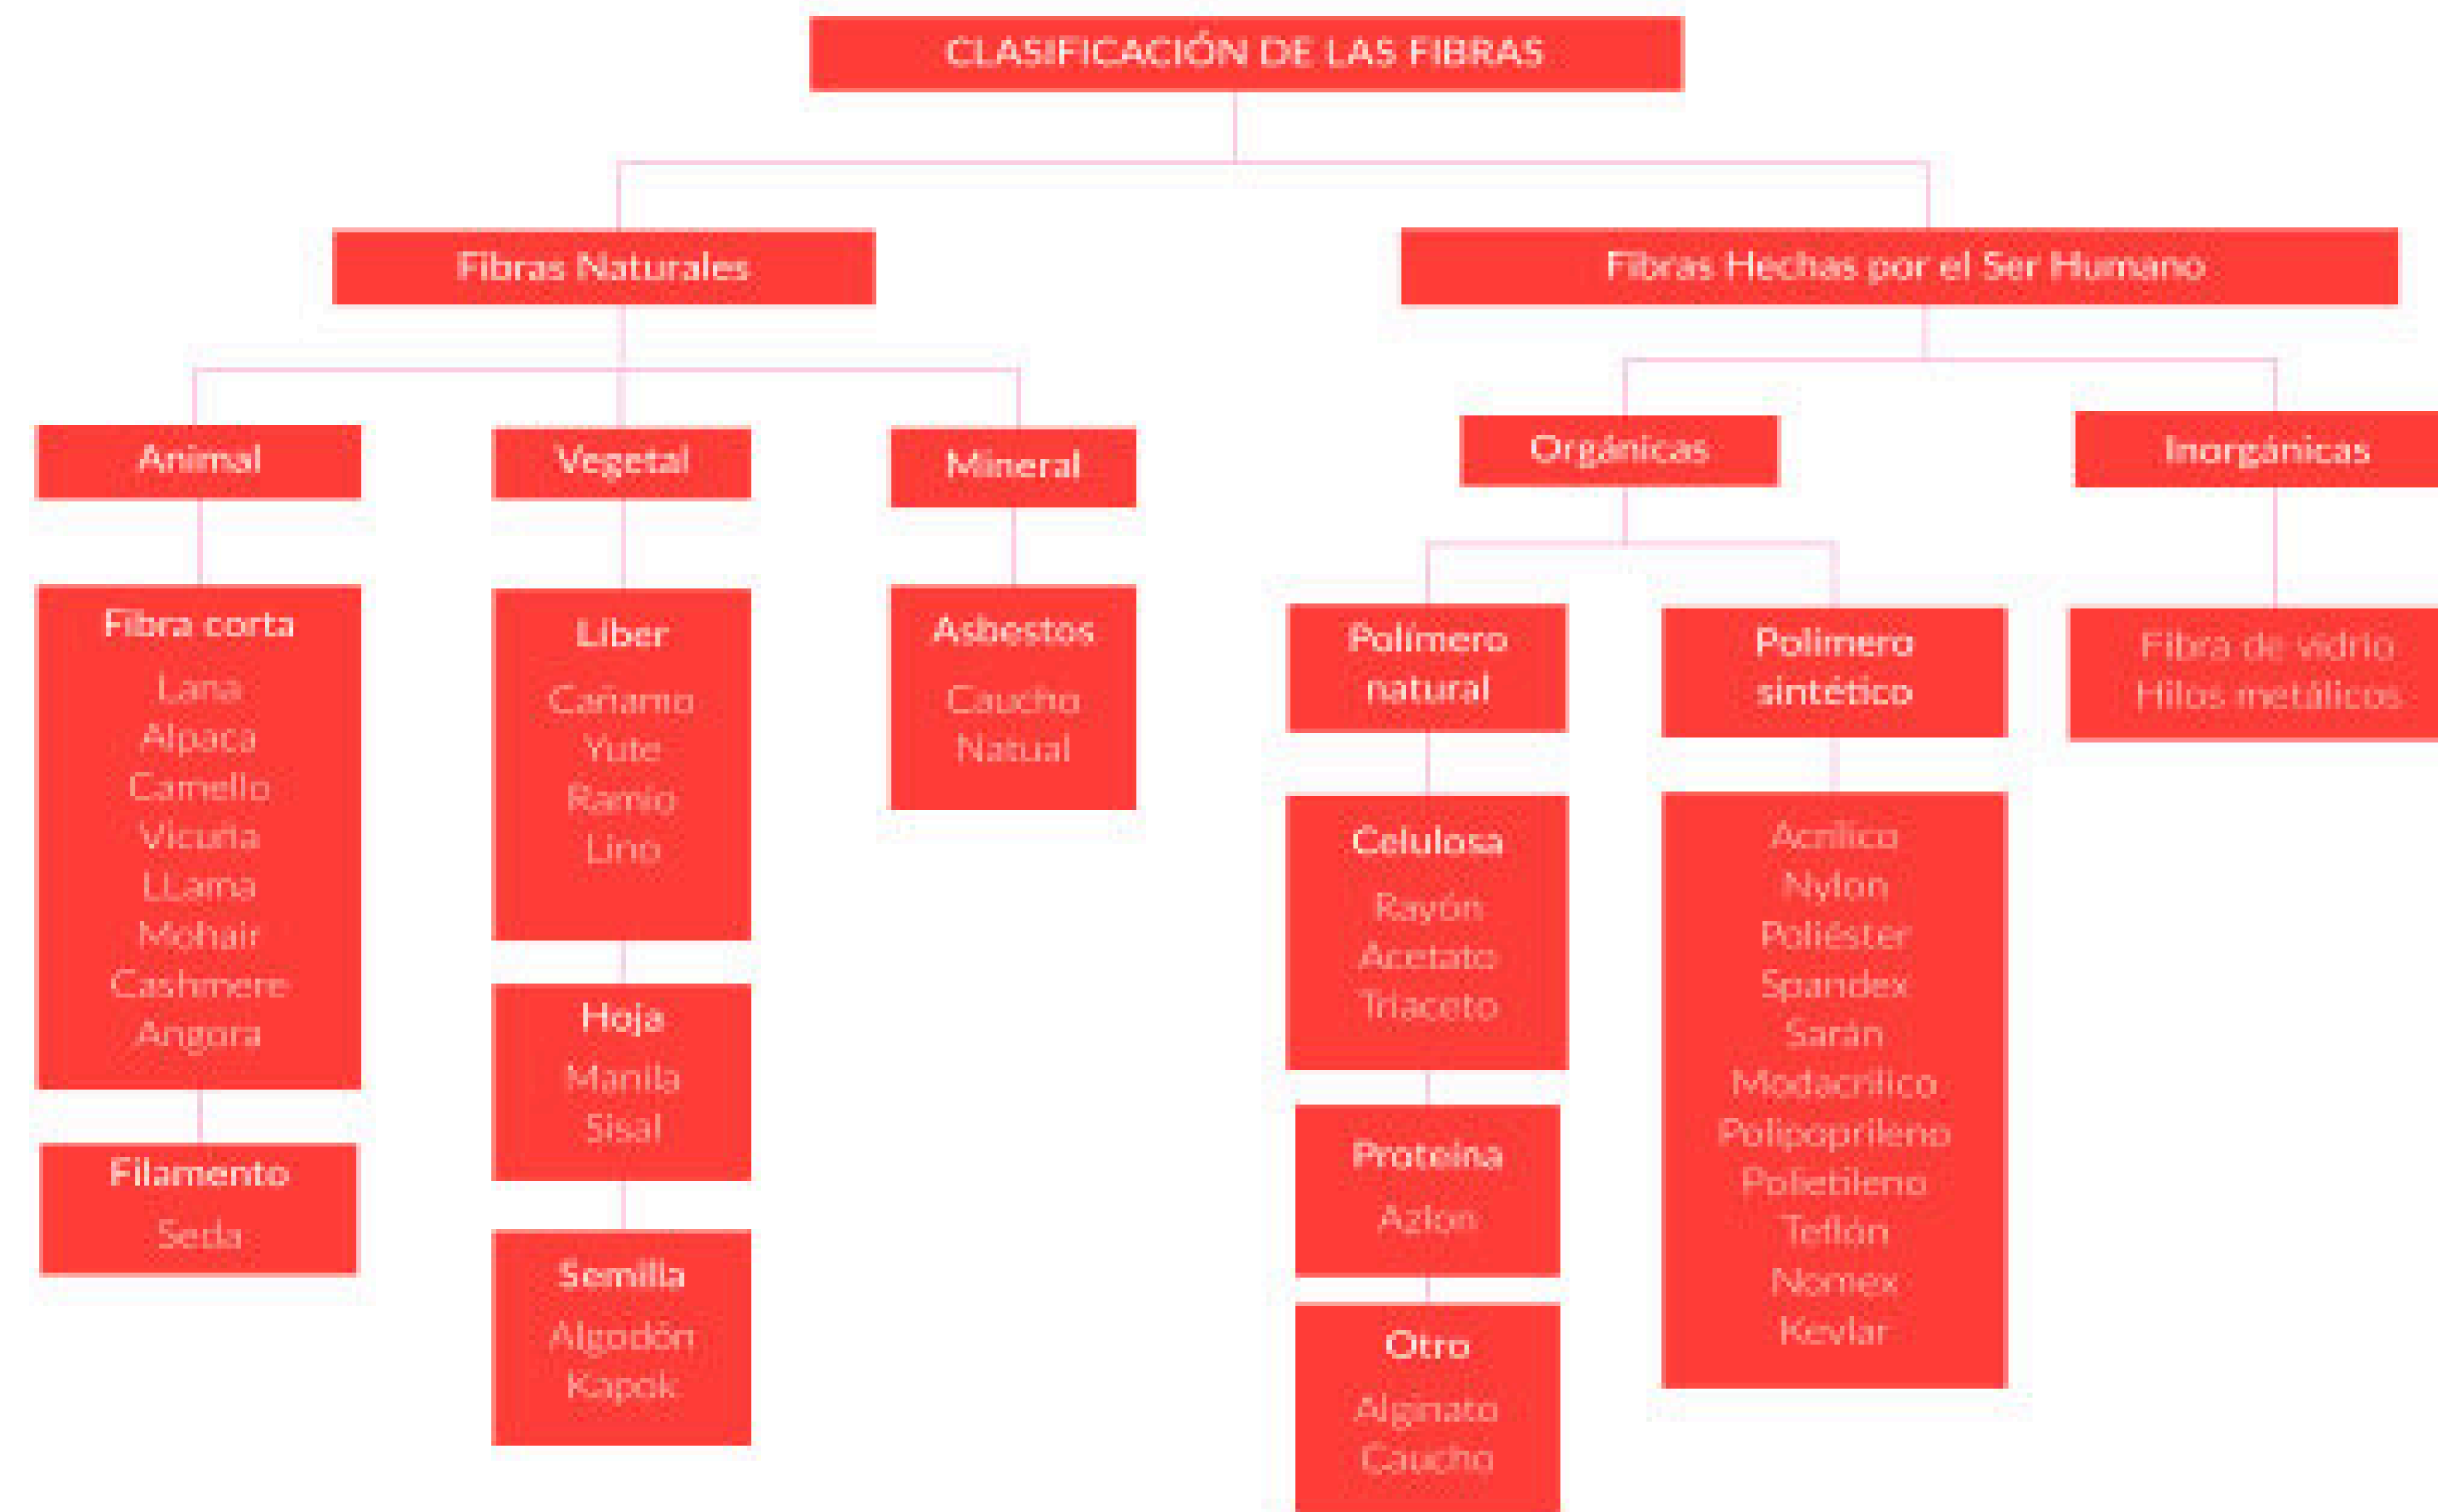 CLASIFICACIÓN DE LAS FIBRAS
Fibras Naturales
Fibras Hechas por el Ser Humano
Animal
Vegetal
Mineral
Orgánicas
Inorgánicas
Fibra corta
Lana
Alpaca
Camello
Vicuña
LLama
Mohair
Cashmere
Angora
Filamento
Seda
Líber
Cáñamo
Yute
Ramio
Lino
Hoja
Manila
Sisal
Semilla
Algodón
Kapok
Asbestos
Caucho
Natual
Polímero
natural
Celulosa
Rayón
Acetato
Triaceto
Proteína
Azlon
Otro
Alginato
Caucho
Polímero
sintético
Acrílico
Nylon
Poliéster
Spandex
Sarán
Modacrílico
Polipoprileno
Polietileno
Teflón
Nomex
Kevlar
Fibra de vidrio
Hilos metálicos